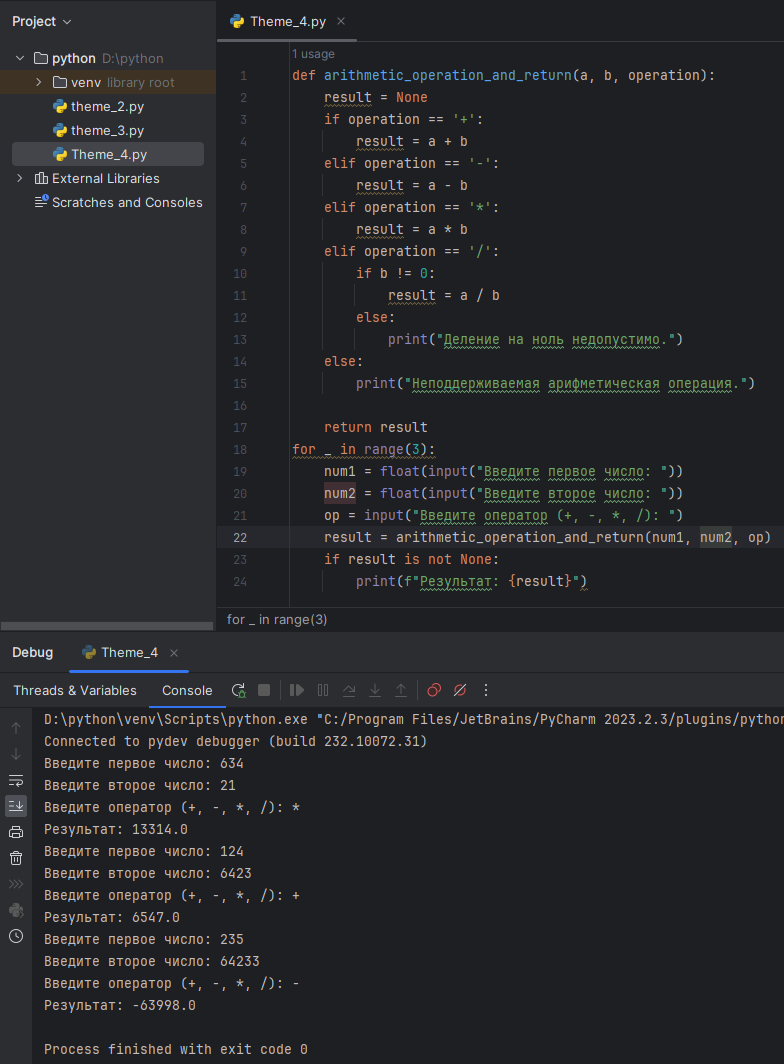 Project
python D:\python
venv library root
theme_2.py
theme_3.py
Theme_4.py
External Libraries
Scratches and Consoles
Theme_4.py
1 usage
1 def arithmetic_operation_and_return(a, b, operation):
2     result = None
3     if operation == '+':
4         result = a + b
5     elif operation == '-':
6         result = a - b
7     elif operation == '*':
8         result = a * b
9     elif operation == '/':
10         if b != 0:
11             result = a / b
12         else:
13             print("Деление на ноль недопустимо.")
14     else:
15         print("Неподдерживаемая арифметическая операция.")
16
17     return result
18 for _ in range(3):
19     num1 = float(input("Введите первое число: "))
20     num2 = float(input("Введите второе число: "))
21     op = input("Введите оператор (+, -, *, /): ")
22     result = arithmetic_operation_and_return(num1, num2, op)
23     if result is not None:
24         print(f"Результат: {result}")
for _ in range(3)
Debug Theme_4
Threads & Variables Console
D:\python\venv\Scripts\python.exe "C:/Program Files/JetBrains/PyCharm 2023.2.3/plugins/python
Connected to pydev debugger (build 232.10072.31)
Введите первое число: 634
Введите второе число: 21
Введите оператор (+, -, *, /): *
Результат: 13314.0
Введите первое число: 124
Введите второе число: 6423
Введите оператор (+, -, *, /): +
Результат: 6547.0
Введите первое число: 235
Введите второе число: 64233
Введите оператор (+, -, *, /): -
Результат: -63998.0
Process finished with exit code 0